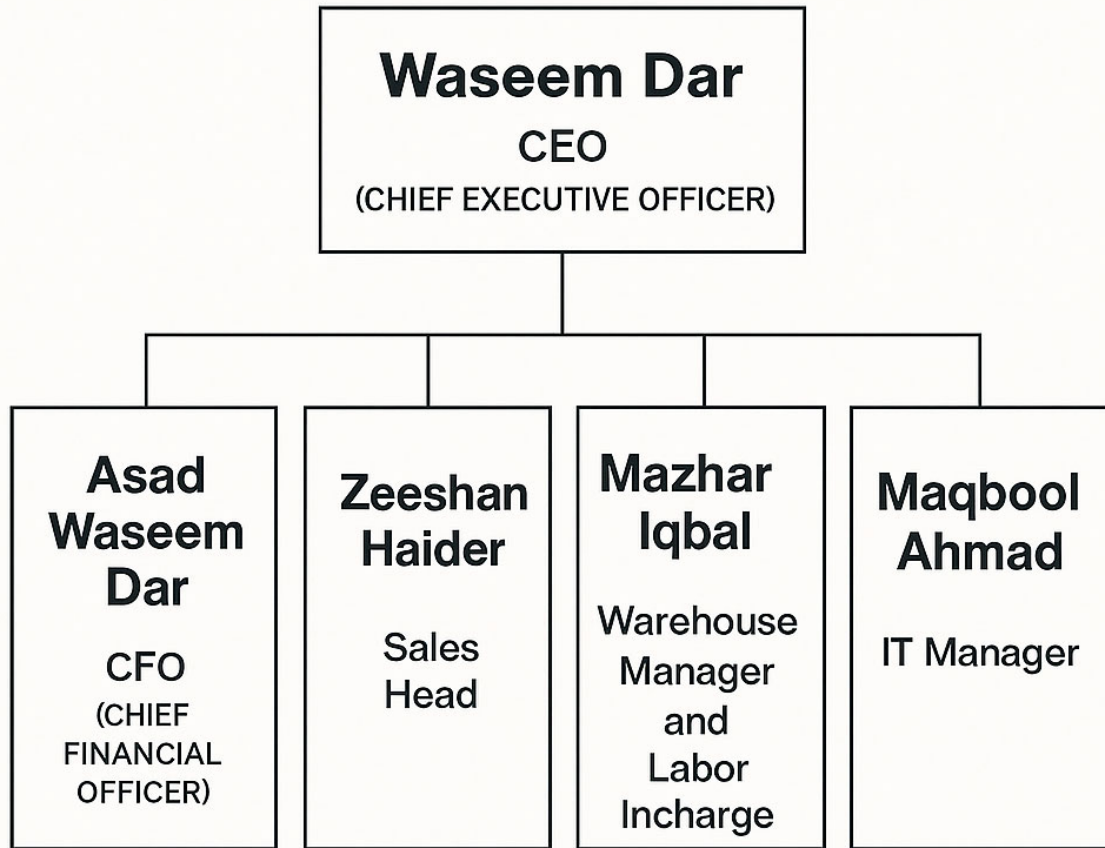 Waseem Dar
CEO
(CHIEF EXECUTIVE OFFICER)
Asad
Waseem
Dar
CFO
(CHIEF
FINANCIAL
OFFICER)
Zeeshan
Haider
Sales
Head
Mazhar
Iqbal
Warehouse
Manager
and
Labor
Incharge
Maqbool
Ahmad
IT Manager